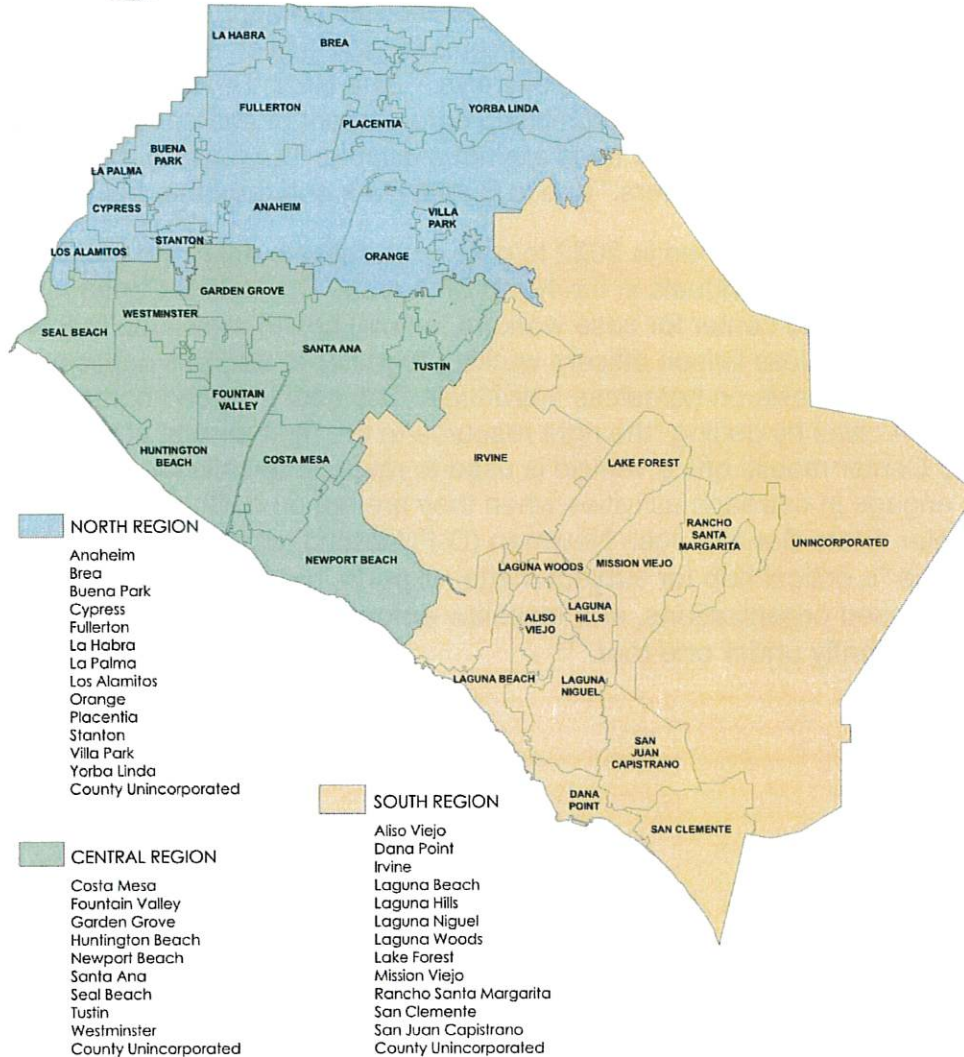 LA HABRA
BREA
FULLERTON
YORBA LINDA
PLACENTIA
BUENA
PARK
LA PALMA
CYPRESS
ANAHEIM
VILLA
PARK
STANTON
LOS ALAMITOS
ORANGE
GARDEN GROVE
WESTMINSTER
SEAL BEACH
SANTA ANA
TUSTIN
FOUNTAIN
VALLEY
HUNTINGTON
BEACH
COSTA MESA
IRVINE
LAKE FOREST
RANCHO
SANTA
MARGARITA
UNINCORPORATED
NEWPORT BEACH
LAGUNA WOODS
MISSION VIEJO
ALISO
VIEJO
LAGUNA
HILLS
LAGUNA BEACH
LAGUNA
NIGUEL
SAN
JUAN
CAPISTRANO
DANA
POINT
SAN CLEMENTE
NORTH REGION
Anaheim
Brea
Buena Park
Cypress
Fullerton
La Habra
La Palma
Los Alamitos
Orange
Placentia
Stanton
Villa Park
Yorba Linda
County Unincorporated
CENTRAL REGION
Costa Mesa
Fountain Valley
Garden Grove
Huntington Beach
Newport Beach
Santa Ana
Seal Beach
Tustin
Westminster
County Unincorporated
SOUTH REGION
Aliso Viejo
Dana Point
Irvine
Laguna Beach
Laguna Hills
Laguna Niguel
Laguna Woods
Lake Forest
Mission Viejo
Rancho Santa Margarita
San Clemente
San Juan Capistrano
County Unincorporated